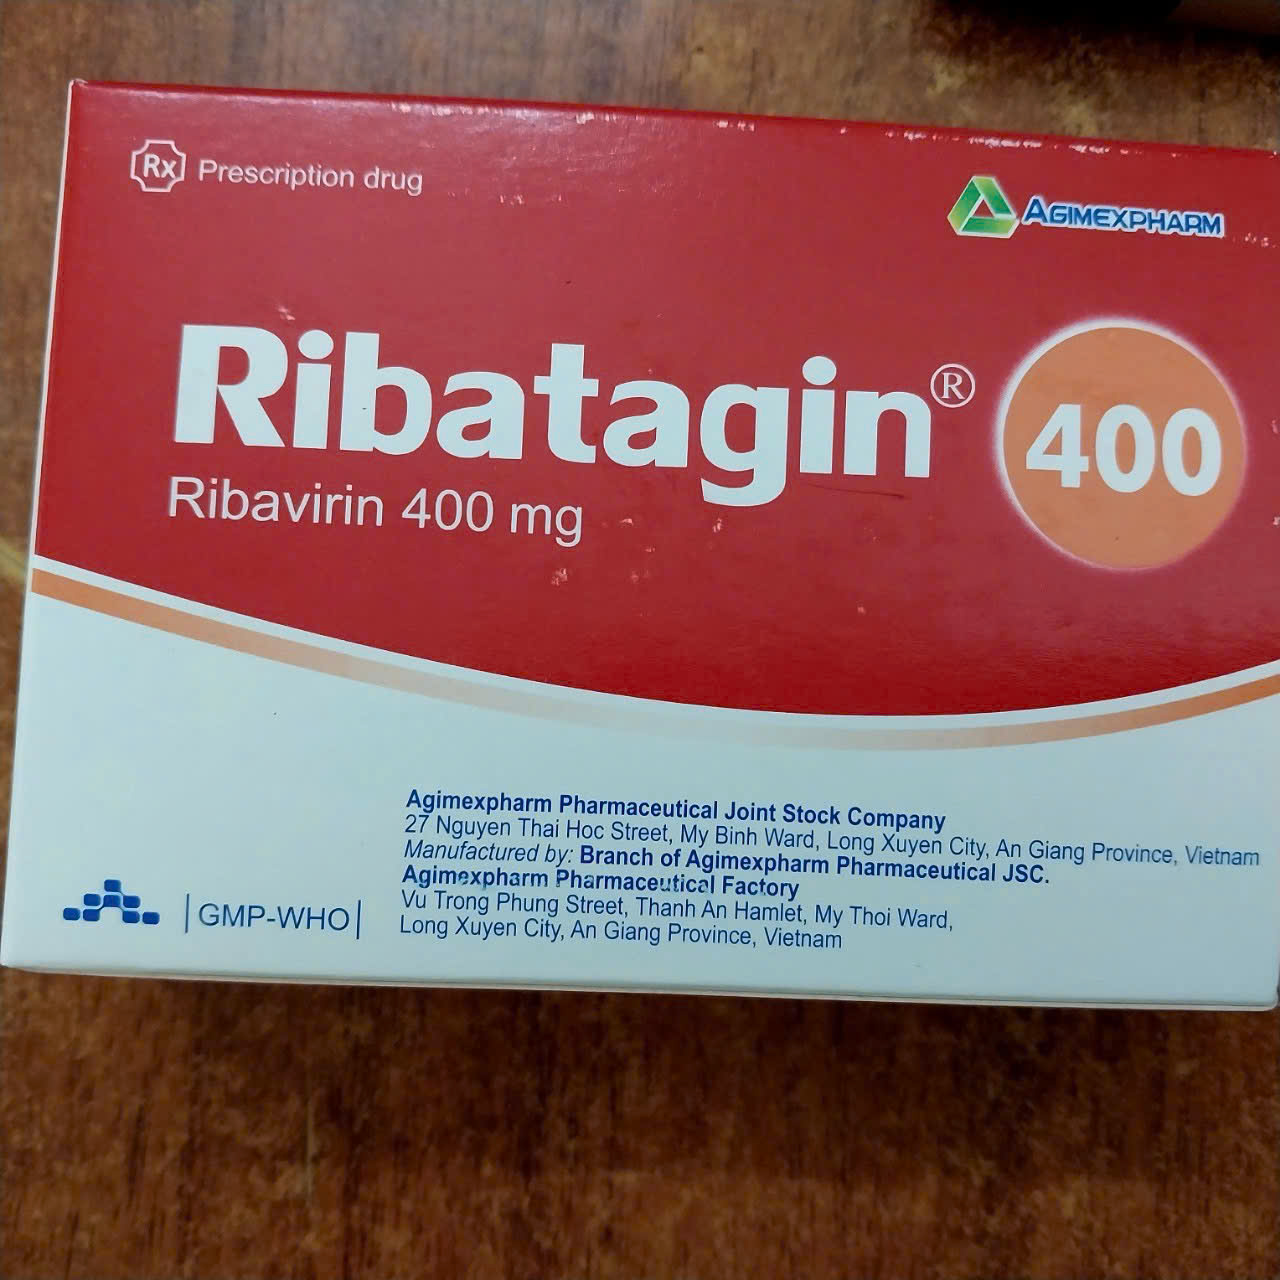 Rx Prescription drug
AGIMEXPHARM
Ribatagin® 400
Ribavirin 400 mg
Agimexpharm Pharmaceutical Joint Stock Company
27 Nguyen Thai Hoc Street, My Binh Ward, Long Xuyen City, An Giang Province, Vietnam
Manufactured by: Branch of Agimexpharm Pharmaceutical JSC.
Agimexpharm Pharmaceutical Factory
Vu Trong Phung Street, Thanh An Hamlet, My Thoi Ward,
Long Xuyen City, An Giang Province, Vietnam
GMP-WHO